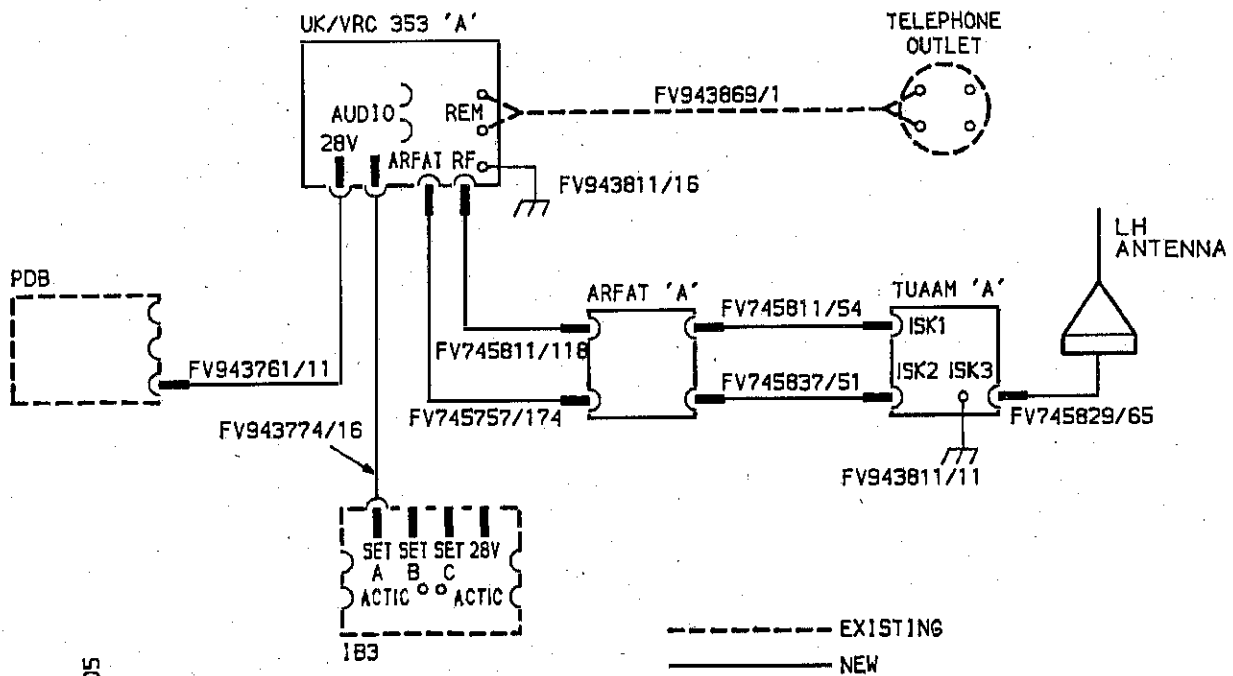 UK/VRC 353 'A'
TELEPHONE
OUTLET
AUDIO
REM
FV943869/1
28V
ARFAT RF
FV943811/16
LH
ANTENNA
PDB
ARFAT 'A'
TUAAM 'A'
FV745811/54
ISK1
FV745811/118
FV943761/11
FV745837/51
ISK2 ISK3
FV745757/174
FV745829/65
FV943774/16
FV943811/11
SET SET SET 28V
A B C
ACTIC ACTIC
IB3
EXISTING
NEW
05